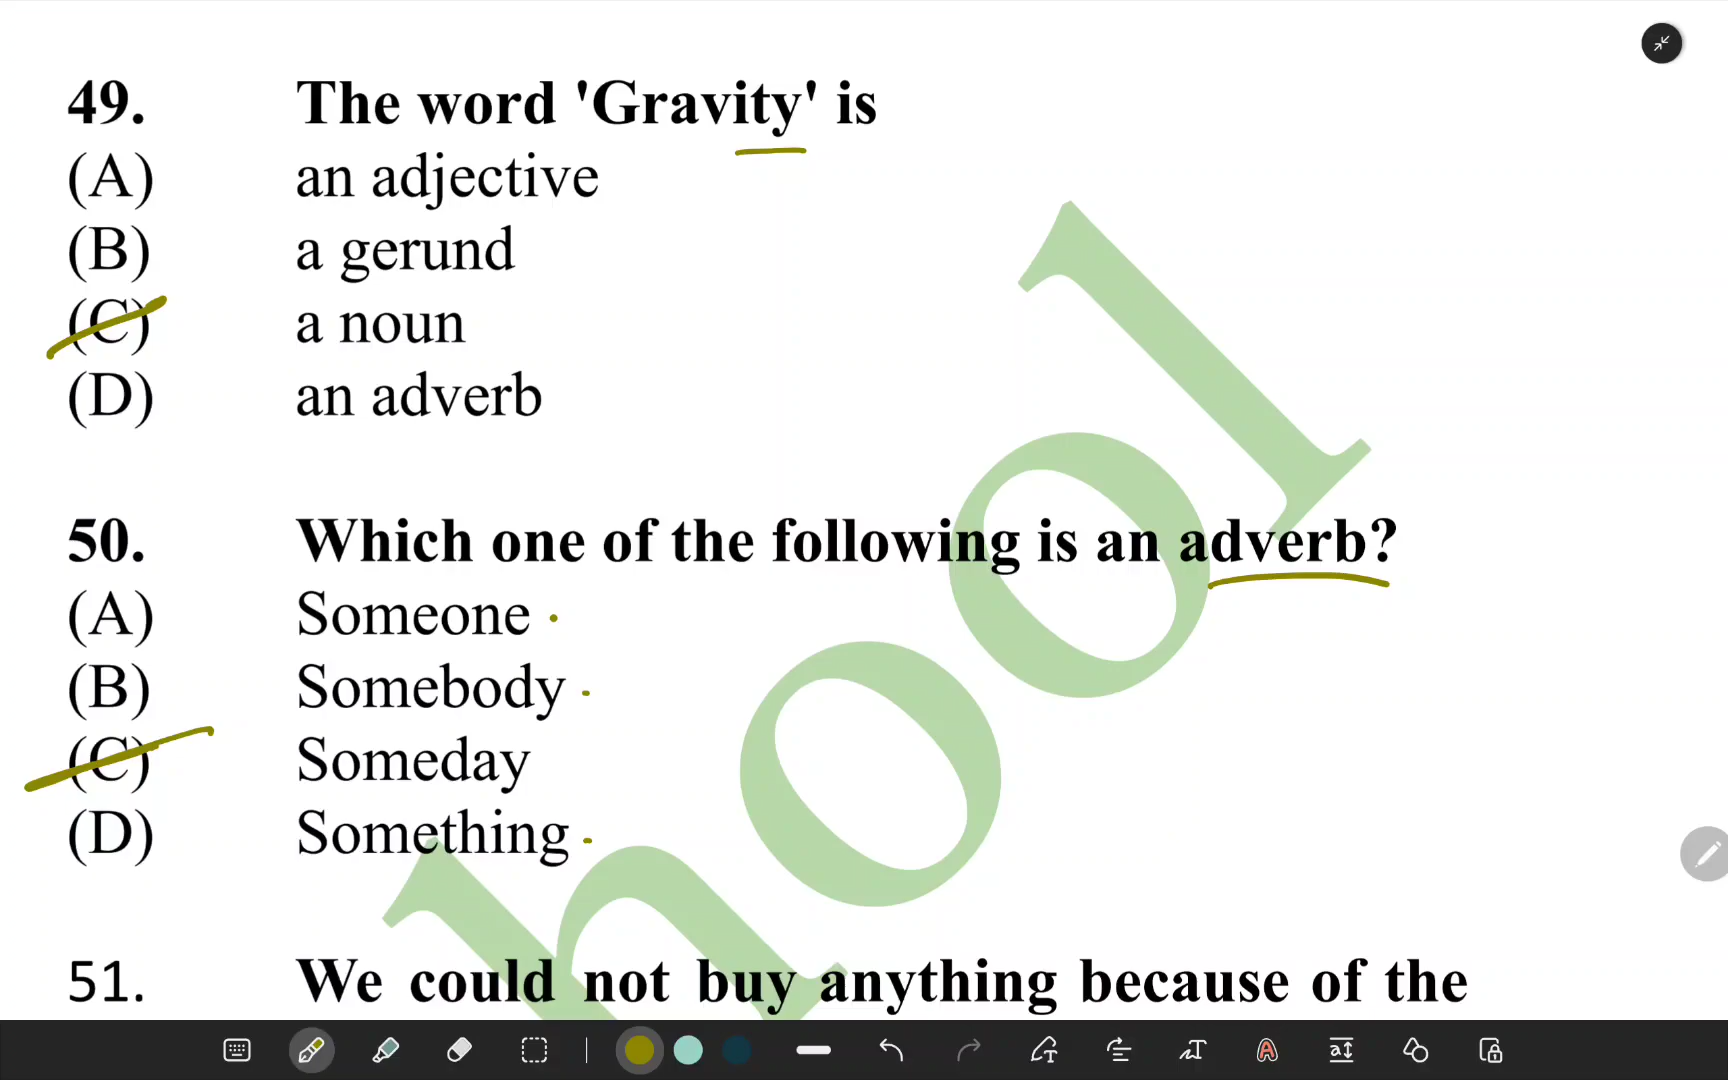 49. The word 'Gravity' is
(A) an adjective
(B) a gerund
(C) a noun
(D) an adverb
50. Which one of the following is an adverb?
(A) Someone
(B) Somebody
(C) Someday
(D) Something
51. We could not buy anything because of the
hool